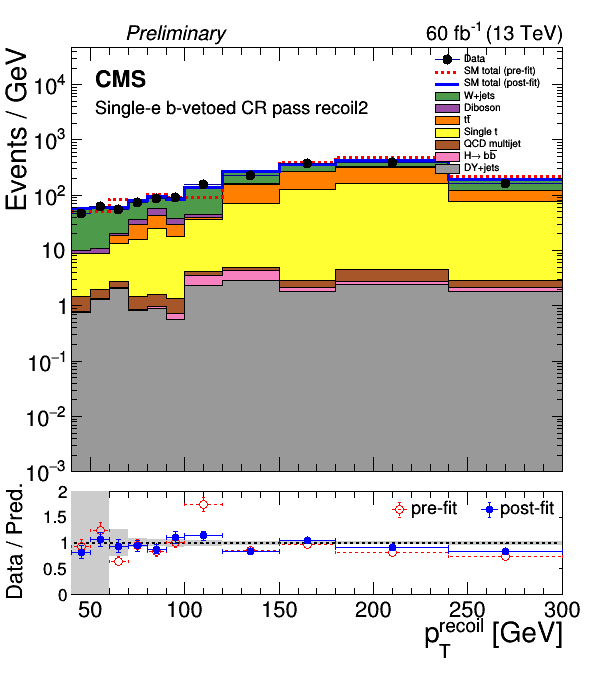 Preliminary
60 fb⁻¹ (13 TeV)
Events / GeV
CMS
Single-e b-vetoed CR pass recoil2
Data
SM total (pre-fit)
SM total (post-fit)
W+jets
Diboson
tt̅
Single t
QCD multijet
H→ bb̅
DY+jets
10⁴
10³
10²
10
1
10⁻¹
10⁻²
10⁻³
Data / Pred.
2
1.5
1
0.5
0
pre-fit
post-fit
50 100 150 200 250 300
p_T^recoil [GeV]